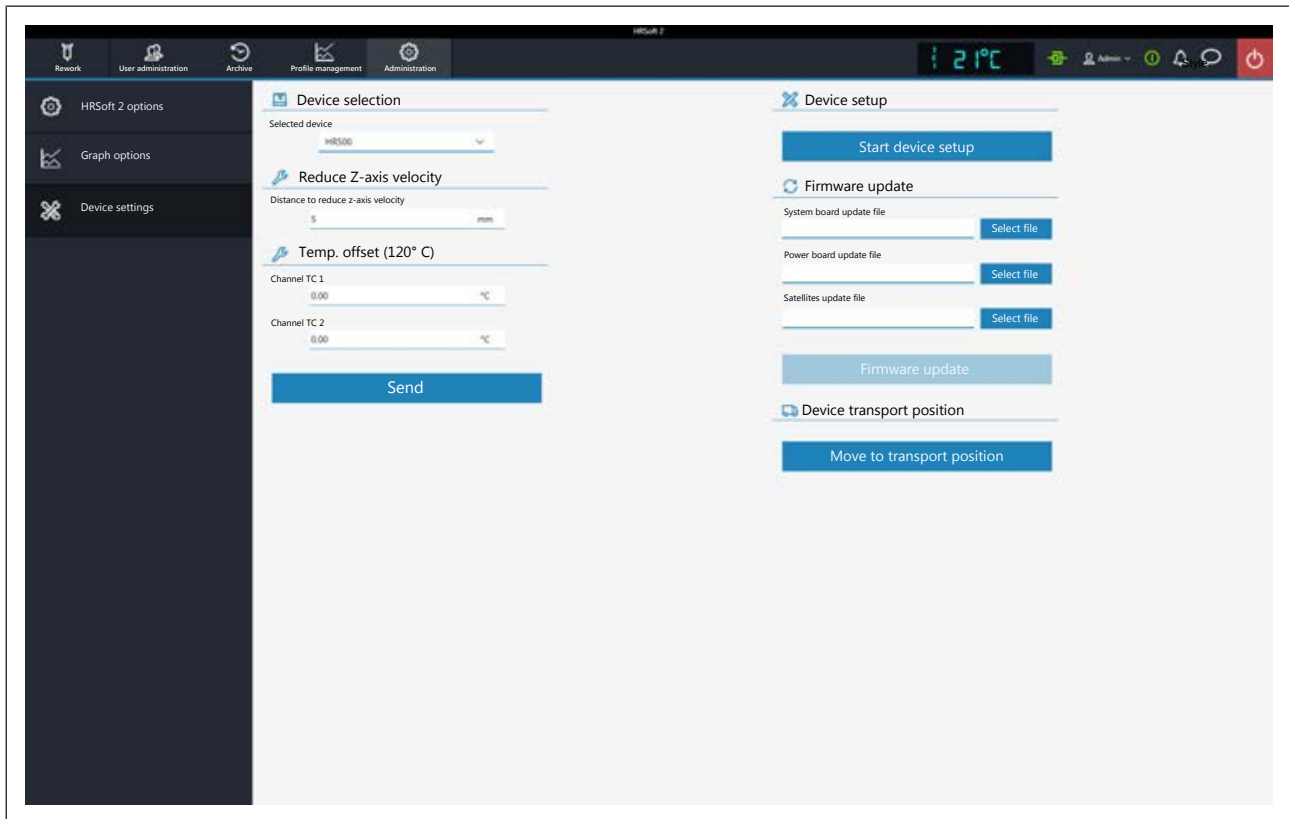 HRSoft 2
21°C
Admin
Style
Rework
User administration
Archive
Profile management
Administration
HRSoft 2 options
Graph options
Device settings
Device selection
Selected device
HR500
Reduce Z-axis velocity
Distance to reduce z-axis velocity
5 mm
Temp. offset (120° C)
Channel TC 1
0.00 °C
Channel TC 2
0.00 °C
Send
Device setup
Start device setup
Firmware update
System board update file
Select file
Power board update file
Select file
Satellites update file
Select file
Firmware update
Device transport position
Move to transport position